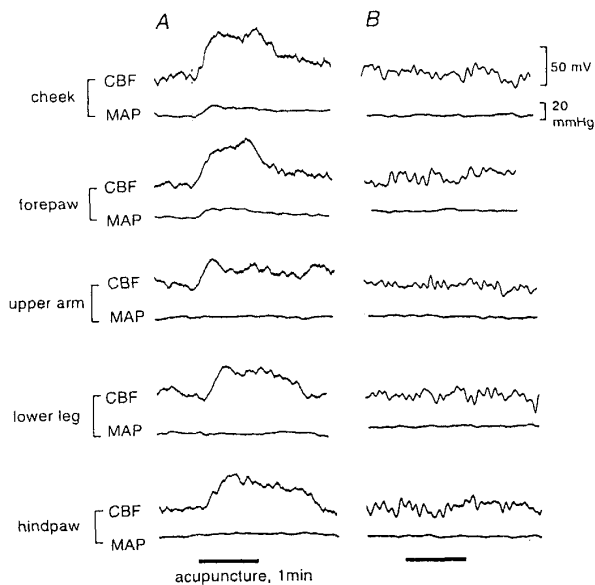 A B
CBF
50 mV
cheek
MAP
20
mmHg
CBF
forepaw
MAP
CBF
upper arm
MAP
CBF
lower leg
MAP
CBF
hindpaw
MAP
acupuncture, 1min